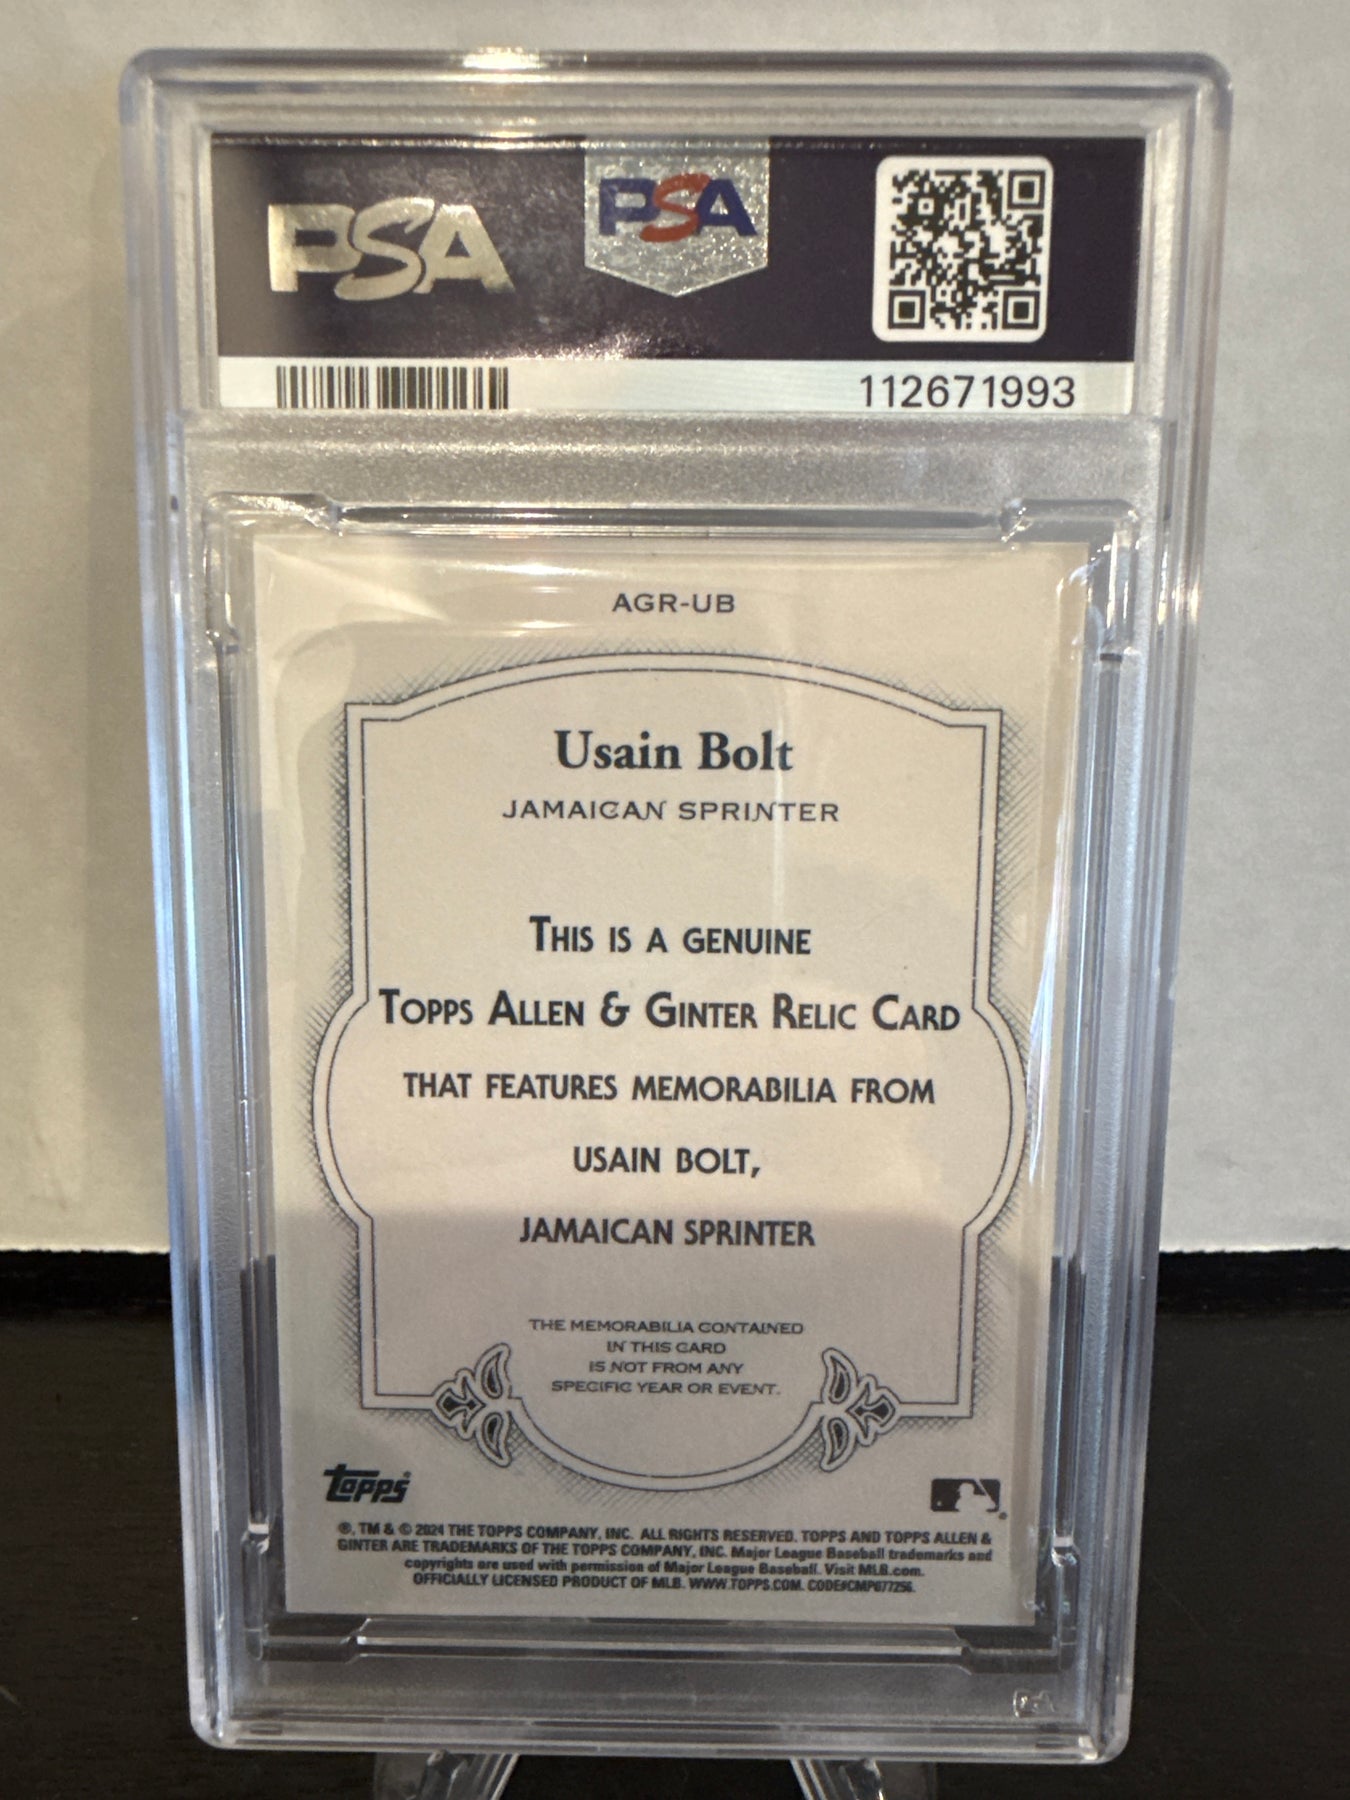 PSA
PSA
112671993
AGR-UB
Usain Bolt
JAMAICAN SPRINTER
THIS IS A GENUINE
TOPPS ALLEN & GINTER RELIC CARD
THAT FEATURES MEMORABILIA FROM
USAIN BOLT,
JAMAICAN SPRINTER
THE MEMORABILIA CONTAINED
IN THIS CARD
IS NOT FROM ANY
SPECIFIC YEAR OR EVENT.
Topps®
®, TM & © 2024 THE TOPPS COMPANY, INC. ALL RIGHTS RESERVED. TOPPS AND TOPPS ALLEN &
GINTER ARE TRADEMARKS OF THE TOPPS COMPANY, INC. Major League Baseball trademarks and
copyrights are used with permission of Major League Baseball. Visit MLB.com.
OFFICIALLY LICENSED PRODUCT OF MLB. WWW.TOPPS.COM. CODE#CMP077256
PSA